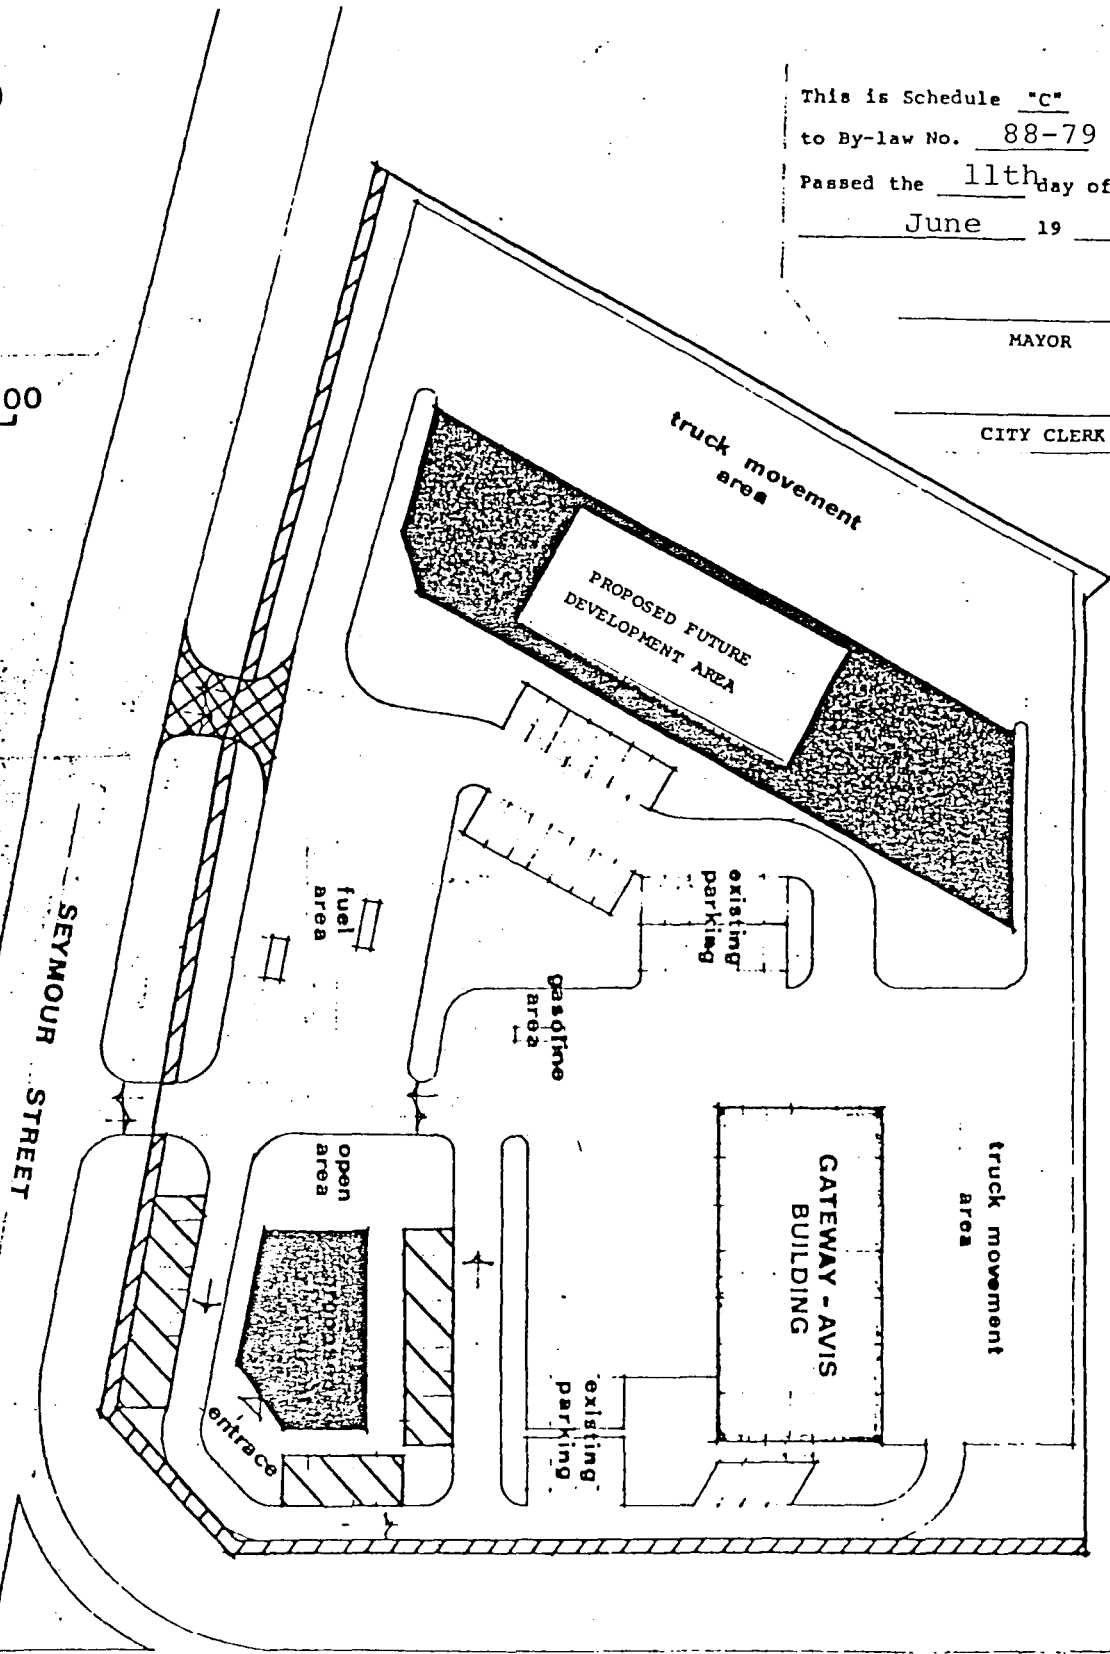 This is Schedule "C"
to By-law No. 88-79
Passed the 11th day of
June 19
MAYOR
CITY CLERK
00
truck movement
area
PROPOSED FUTURE
DEVELOPMENT AREA
existing
parking
fuel
area
gasoline
area
SEYMOUR STREET
open
area
GATEWAY - AVIS
BUILDING
truck movement
area
existing
parking
entrace